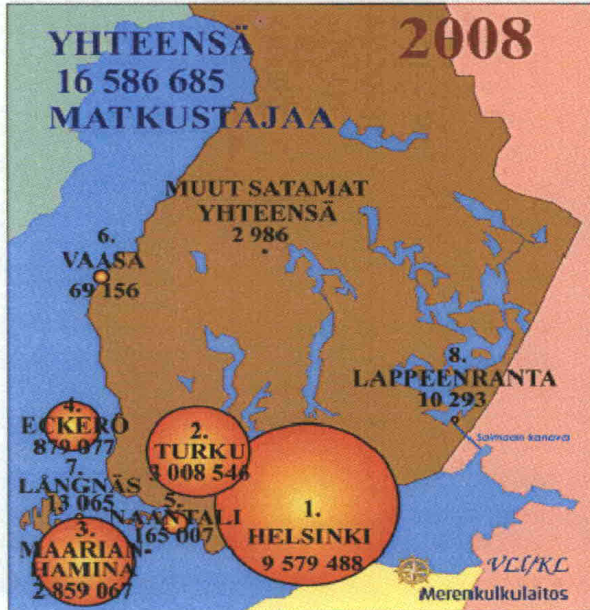 YHTEENSÄ
16 586 685
MATKUSTAJAA
2008
MUUT SATAMAT
YHTEENSÄ
2 986
6.
VAASA
69 156
8.
LAPPEENRANTA
10 293
Saimaan kanava
4.
ECKERÖ
879 077
2.
TURKU
3 008 546
7.
LÅNGNÄS
13 065
5.
NAANTALI
165 007
1.
HELSINKI
9 579 488
3.
MAARIAN-
HAMINA
2 859 067
VLI/KL
Merenkulkulaitos